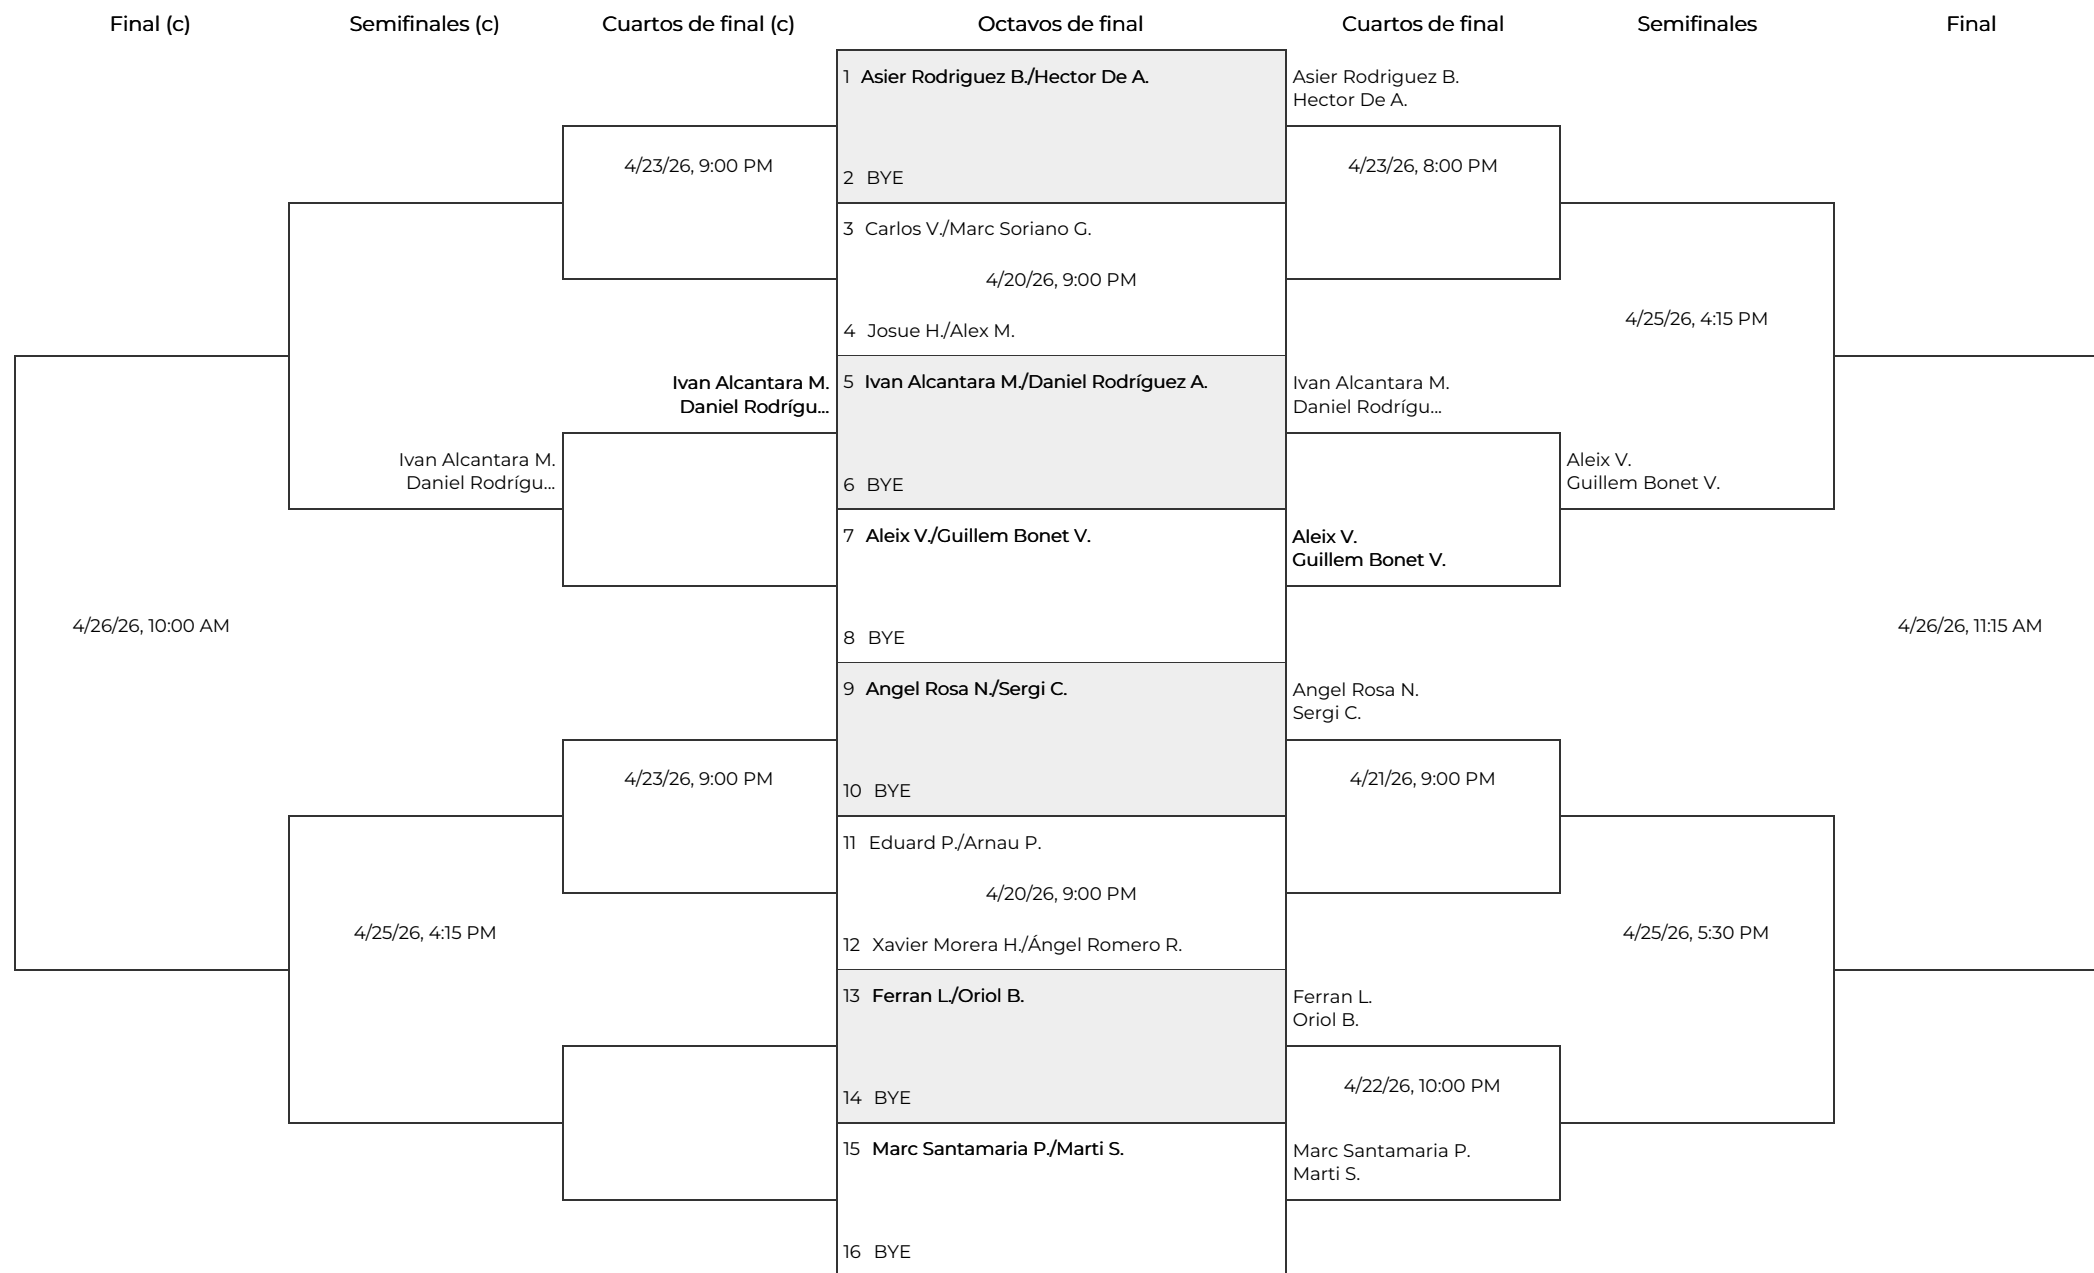 Final (c)
Semifinales (c)
Cuartos de final (c)
Octavos de final
Cuartos de final
Semifinales
Final
4/26/26, 10:00 AM
Ivan Alcantara M.
Daniel Rodrígu...
4/25/26, 4:15 PM
4/23/26, 9:00 PM
Ivan Alcantara M.
Daniel Rodrígu...
4/23/26, 9:00 PM
1 Asier Rodriguez B./Hector De A.
2 BYE
3 Carlos V./Marc Soriano G.
4/20/26, 9:00 PM
4 Josue H./Alex M.
5 Ivan Alcantara M./Daniel Rodríguez A.
6 BYE
7 Aleix V./Guillem Bonet V.
8 BYE
9 Angel Rosa N./Sergi C.
10 BYE
11 Eduard P./Arnau P.
4/20/26, 9:00 PM
12 Xavier Morera H./Ángel Romero R.
13 Ferran L./Oriol B.
14 BYE
15 Marc Santamaria P./Marti S.
16 BYE
Asier Rodriguez B.
Hector De A.
4/23/26, 8:00 PM
Ivan Alcantara M.
Daniel Rodrígu...
Aleix V.
Guillem Bonet V.
Angel Rosa N.
Sergi C.
4/21/26, 9:00 PM
Ferran L.
Oriol B.
4/22/26, 10:00 PM
Marc Santamaria P.
Marti S.
4/25/26, 4:15 PM
Aleix V.
Guillem Bonet V.
4/25/26, 5:30 PM
4/26/26, 11:15 AM